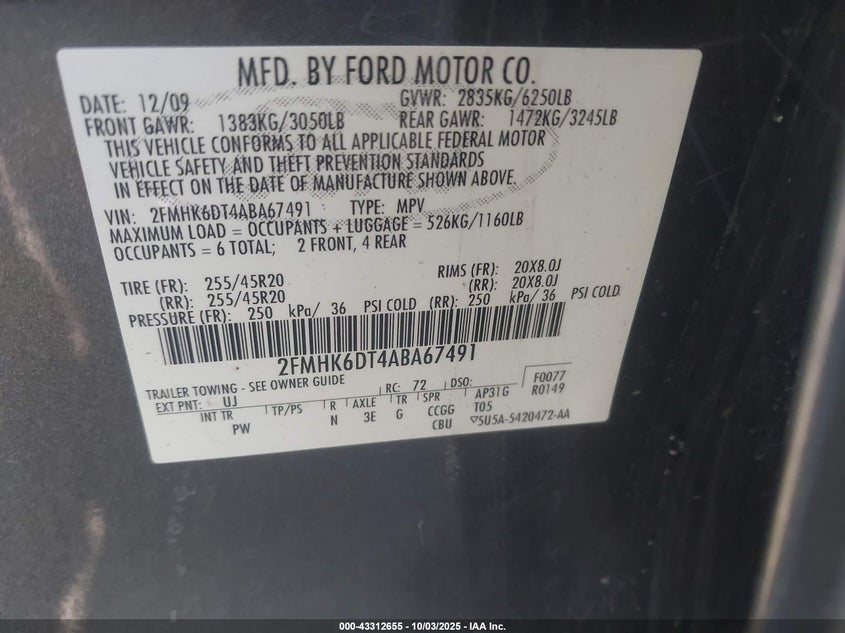 MFD. BY FORD MOTOR CO.
DATE: 12/09 GVWR: 2835KG/6250LB
FRONT GAWR: 1383KG/3050LB REAR GAWR: 1472KG/3245LB
THIS VEHICLE CONFORMS TO ALL APPLICABLE FEDERAL MOTOR
VEHICLE SAFETY AND THEFT PREVENTION STANDARDS
IN EFFECT ON THE DATE OF MANUFACTURE SHOWN ABOVE.
VIN: 2FMHK6DT4ABA67491 TYPE: MPV
MAXIMUM LOAD = OCCUPANTS + LUGGAGE = 526KG/1160LB
OCCUPANTS = 6 TOTAL; 2 FRONT, 4 REAR
TIRE (FR): 255/45R20 RIMS (FR): 20X8.0J
(RR): 255/45R20 (RR): 20X8.0J
PRESSURE (FR): 250 kPa/ 36 PSI COLD (RR): 250 kPa/ 36 PSI COLD
2FMHK6DT4ABA67491
TRAILER TOWING - SEE OWNER GUIDE
EXT PNT: UJ RC: 72 DSO: F0077
INT TR TP/PS R AXLE TR SPR AP31G R0149
PW N 3E G CCGG T05
CBU ▽5U5A-5420472-AA
000-43312655 - 10/03/2025 - IAA Inc.